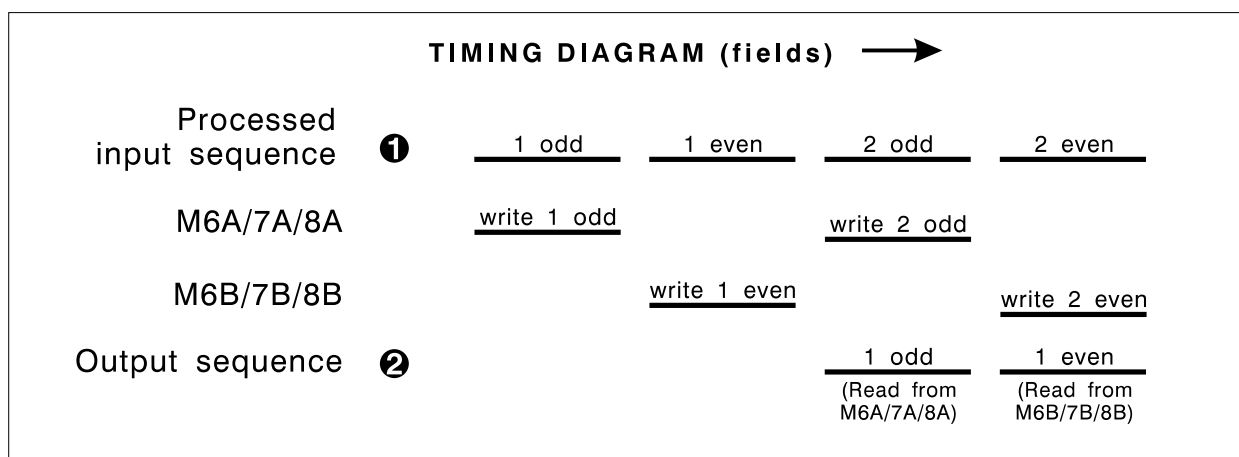 TIMING DIAGRAM (fields)
Processed
input sequence ❶ 1 odd 1 even 2 odd 2 even
M6A/7A/8A write 1 odd write 2 odd
M6B/7B/8B write 1 even write 2 even
Output sequence ❷ 1 odd 1 even
(Read from (Read from
M6A/7A/8A) M6B/7B/8B)